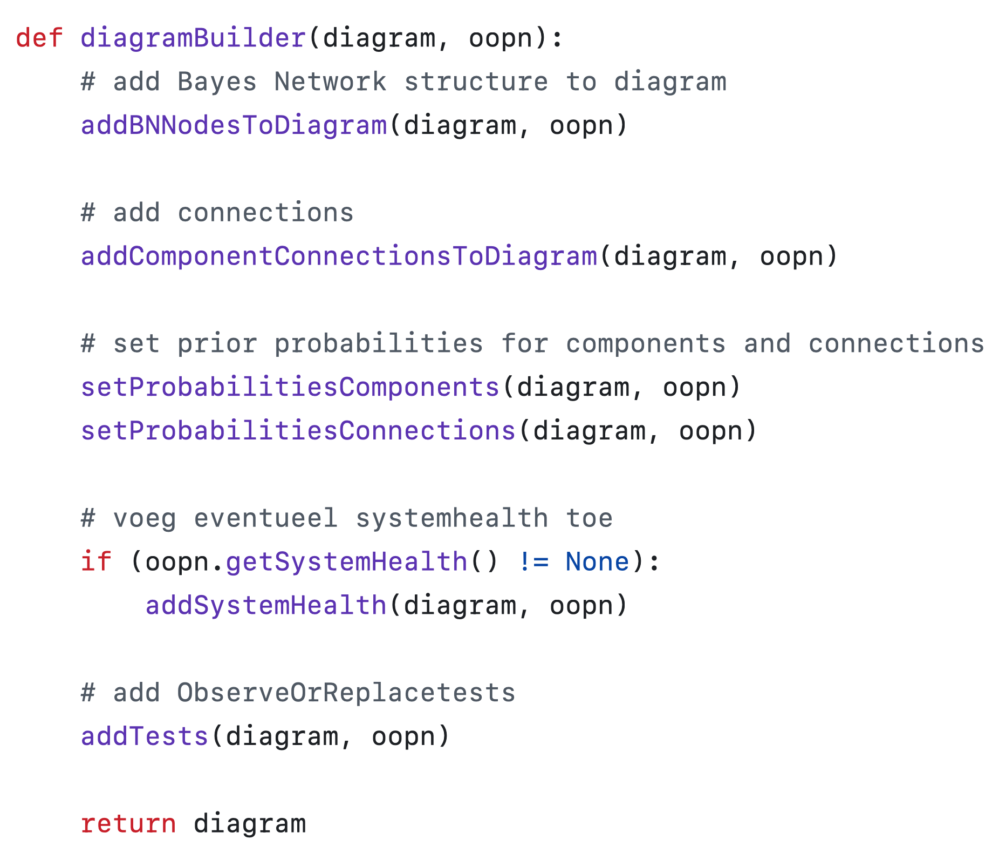 def diagramBuilder(diagram, oopn):
    # add Bayes Network structure to diagram
    addBNNodesToDiagram(diagram, oopn)

    # add connections
    addComponentConnectionsToDiagram(diagram, oopn)

    # set prior probabilities for components and connections
    setProbabilitiesComponents(diagram, oopn)
    setProbabilitiesConnections(diagram, oopn)

    # voeg eventueel systemhealth toe
    if (oopn.getSystemHealth() != None):
        addSystemHealth(diagram, oopn)

    # add ObserveOrReplacetests
    addTests(diagram, oopn)

    return diagram